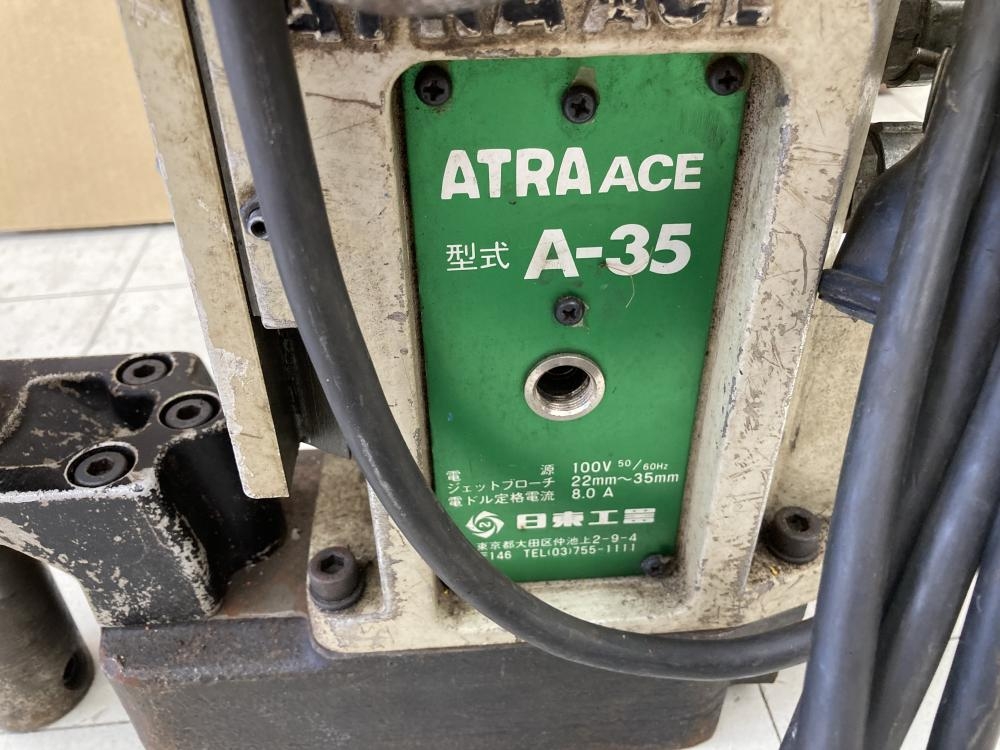 ATRA ACE
ATRA ACE
型式 A-35
電 源 100V 50/60Hz
ジェットブローチ 22mm～35mm
電ドル定格電流 8.0 A
日東工器
東京都大田区仲池上2-9-4
146 TEL(03)755-1111